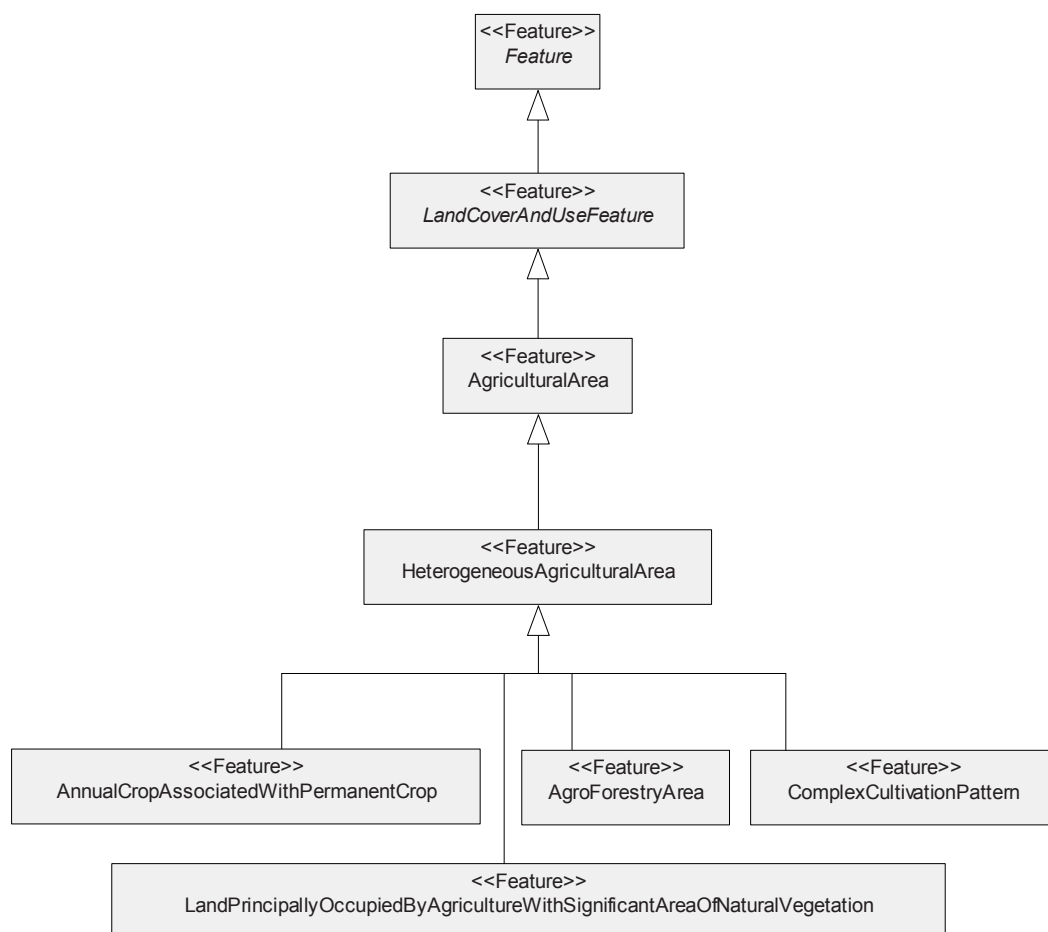 <<Feature>>
Feature
<<Feature>>
LandCoverAndUseFeature
<<Feature>>
AgriculturalArea
<<Feature>>
HeterogeneousAgriculturalArea
<<Feature>>
AnnualCropAssociatedWithPermanentCrop
<<Feature>>
AgroForestryArea
<<Feature>>
ComplexCultivationPattern
<<Feature>>
LandPrincipallyOccupiedByAgricultureWithSignificantAreaOfNaturalVegetation